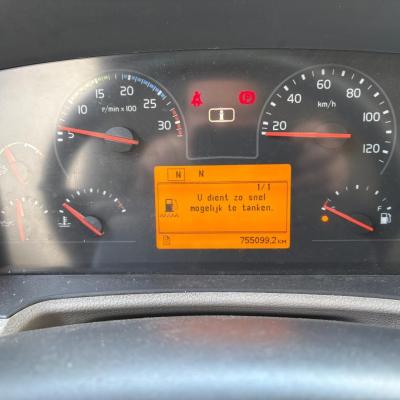 5 10 15 20 25 30
r/min x 100
20 40 60 80 100 120
km/h
N N
1/1
U dient zo snel
mogelijk te tanken.
755099,2 KM